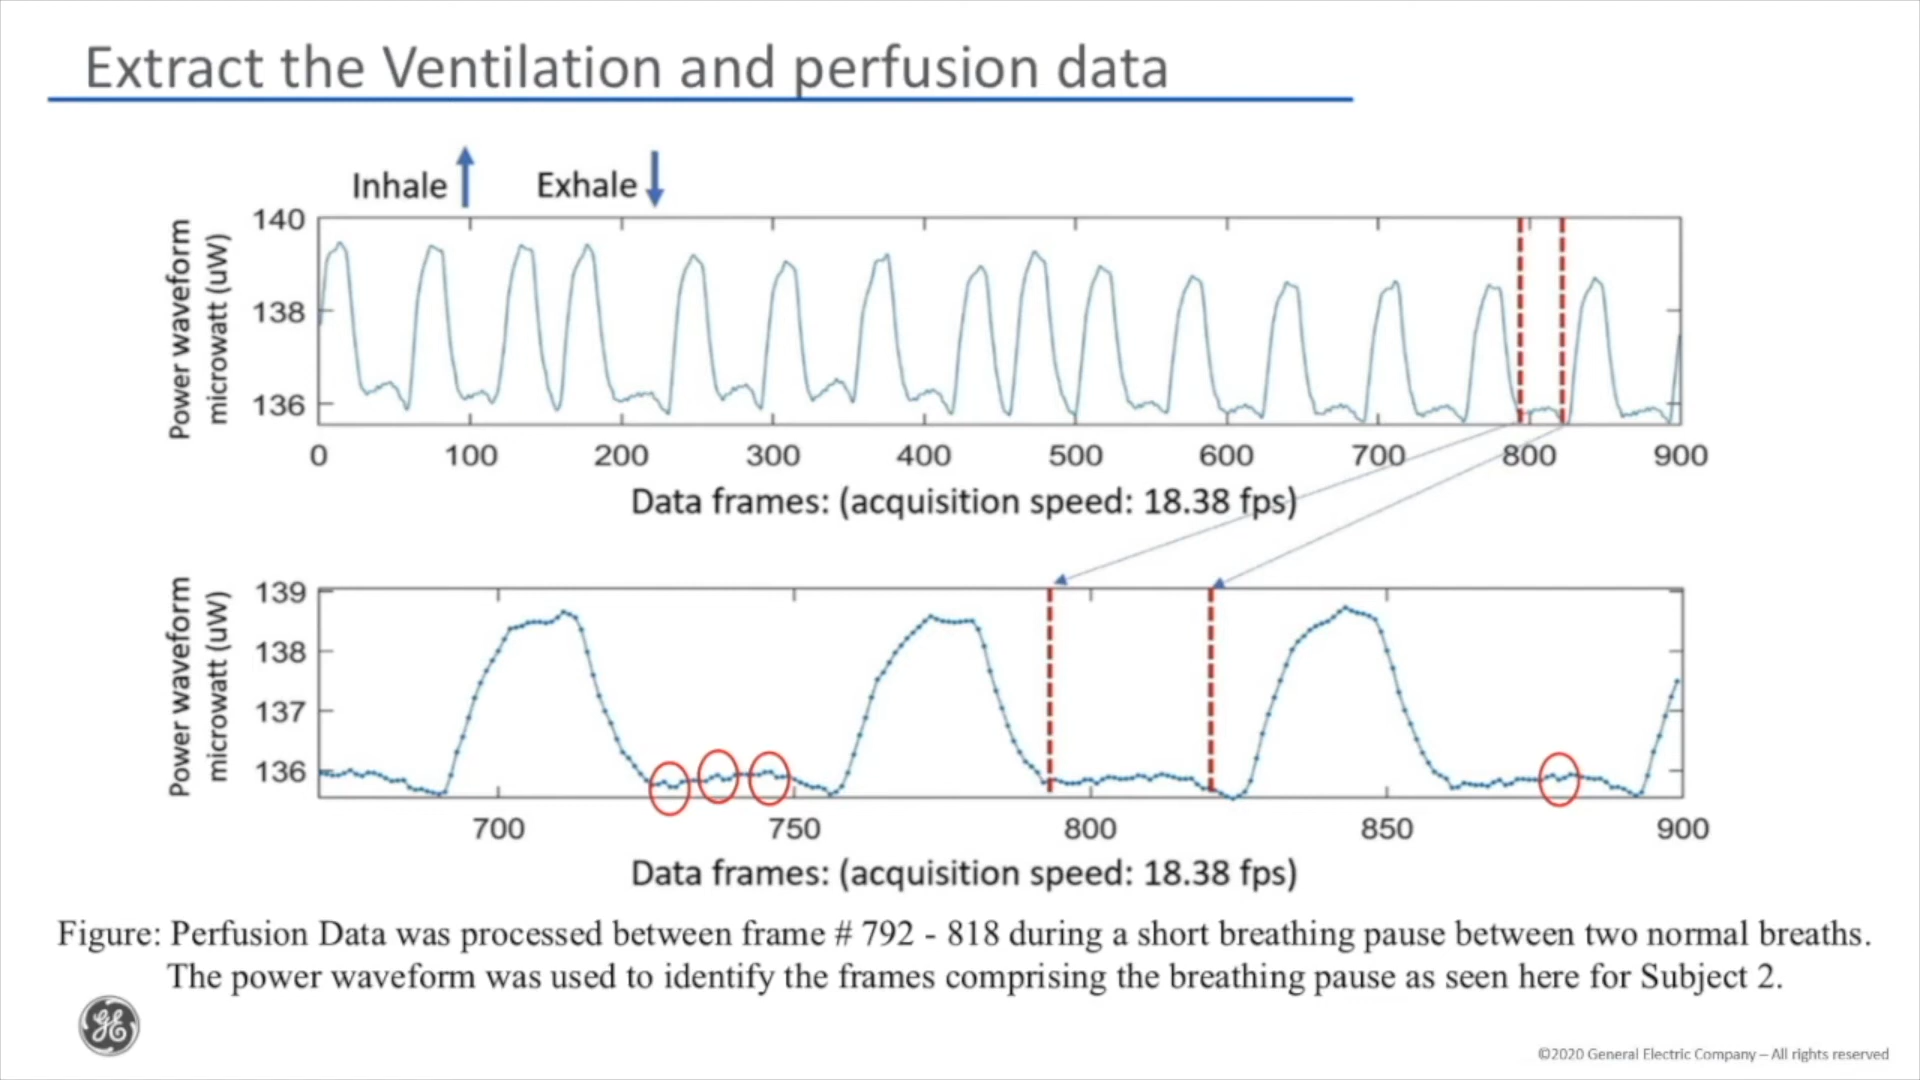 Extract the Ventilation and perfusion data
Inhale
Exhale
Power waveform
microwatt (uW)
140
138
136
0 100 200 300 400 500 600 700 800 900
Data frames: (acquisition speed: 18.38 fps)
Power waveform
microwatt (uW)
139
138
137
136
700 750 800 850 900
Data frames: (acquisition speed: 18.38 fps)
Figure: Perfusion Data was processed between frame # 792 - 818 during a short breathing pause between two normal breaths.
The power waveform was used to identify the frames comprising the breathing pause as seen here for Subject 2.
GE
©2020 General Electric Company – All rights reserved